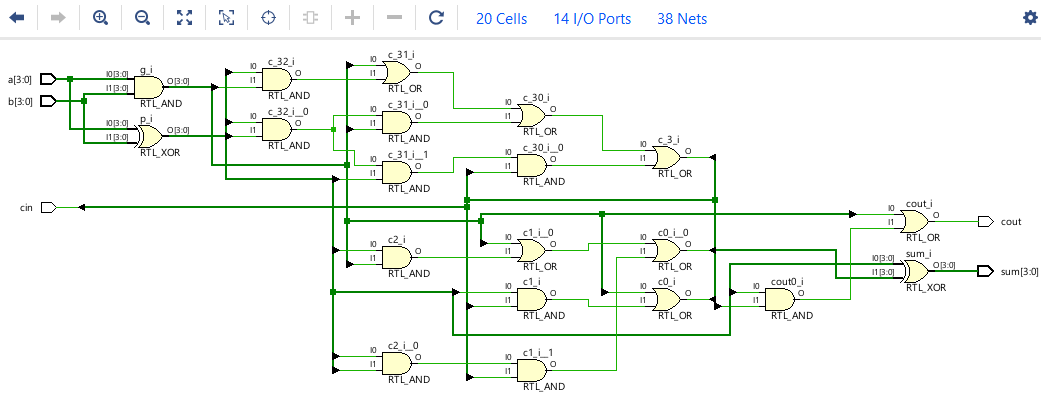 20 Cells 14 I/O Ports 38 Nets
a[3:0]
b[3:0]
cin
g_i
I0[3:0]
I1[3:0]
O[3:0]
RTL_AND
p_i
I0[3:0]
I1[3:0]
O[3:0]
RTL_XOR
c_32_i
I0
I1
O
RTL_AND
c_32_i__0
I0
I1
O
RTL_AND
c_31_i
I0
I1
O
RTL_OR
c_31_i__0
I0
I1
O
RTL_AND
c_31_i__1
I0
I1
O
RTL_AND
c2_i
I0
I1
O
RTL_AND
c2_i__0
I0
I1
O
RTL_AND
c_30_i
I0
I1
O
RTL_OR
c_30_i__0
I0
I1
O
RTL_AND
c1_i__0
I0
I1
O
RTL_OR
c1_i
I0
I1
O
RTL_AND
c1_i__1
I0
I1
O
RTL_AND
c_3_i
I0
I1
O
RTL_OR
c0_i__0
I0
I1
O
RTL_OR
c0_i
I0
I1
O
RTL_OR
cout0_i
I0
I1
O
RTL_AND
cout_i
I0
I1
O
RTL_OR
sum_i
I0[3:0]
I1[3:0]
O[3:0]
RTL_XOR
cout
sum[3:0]